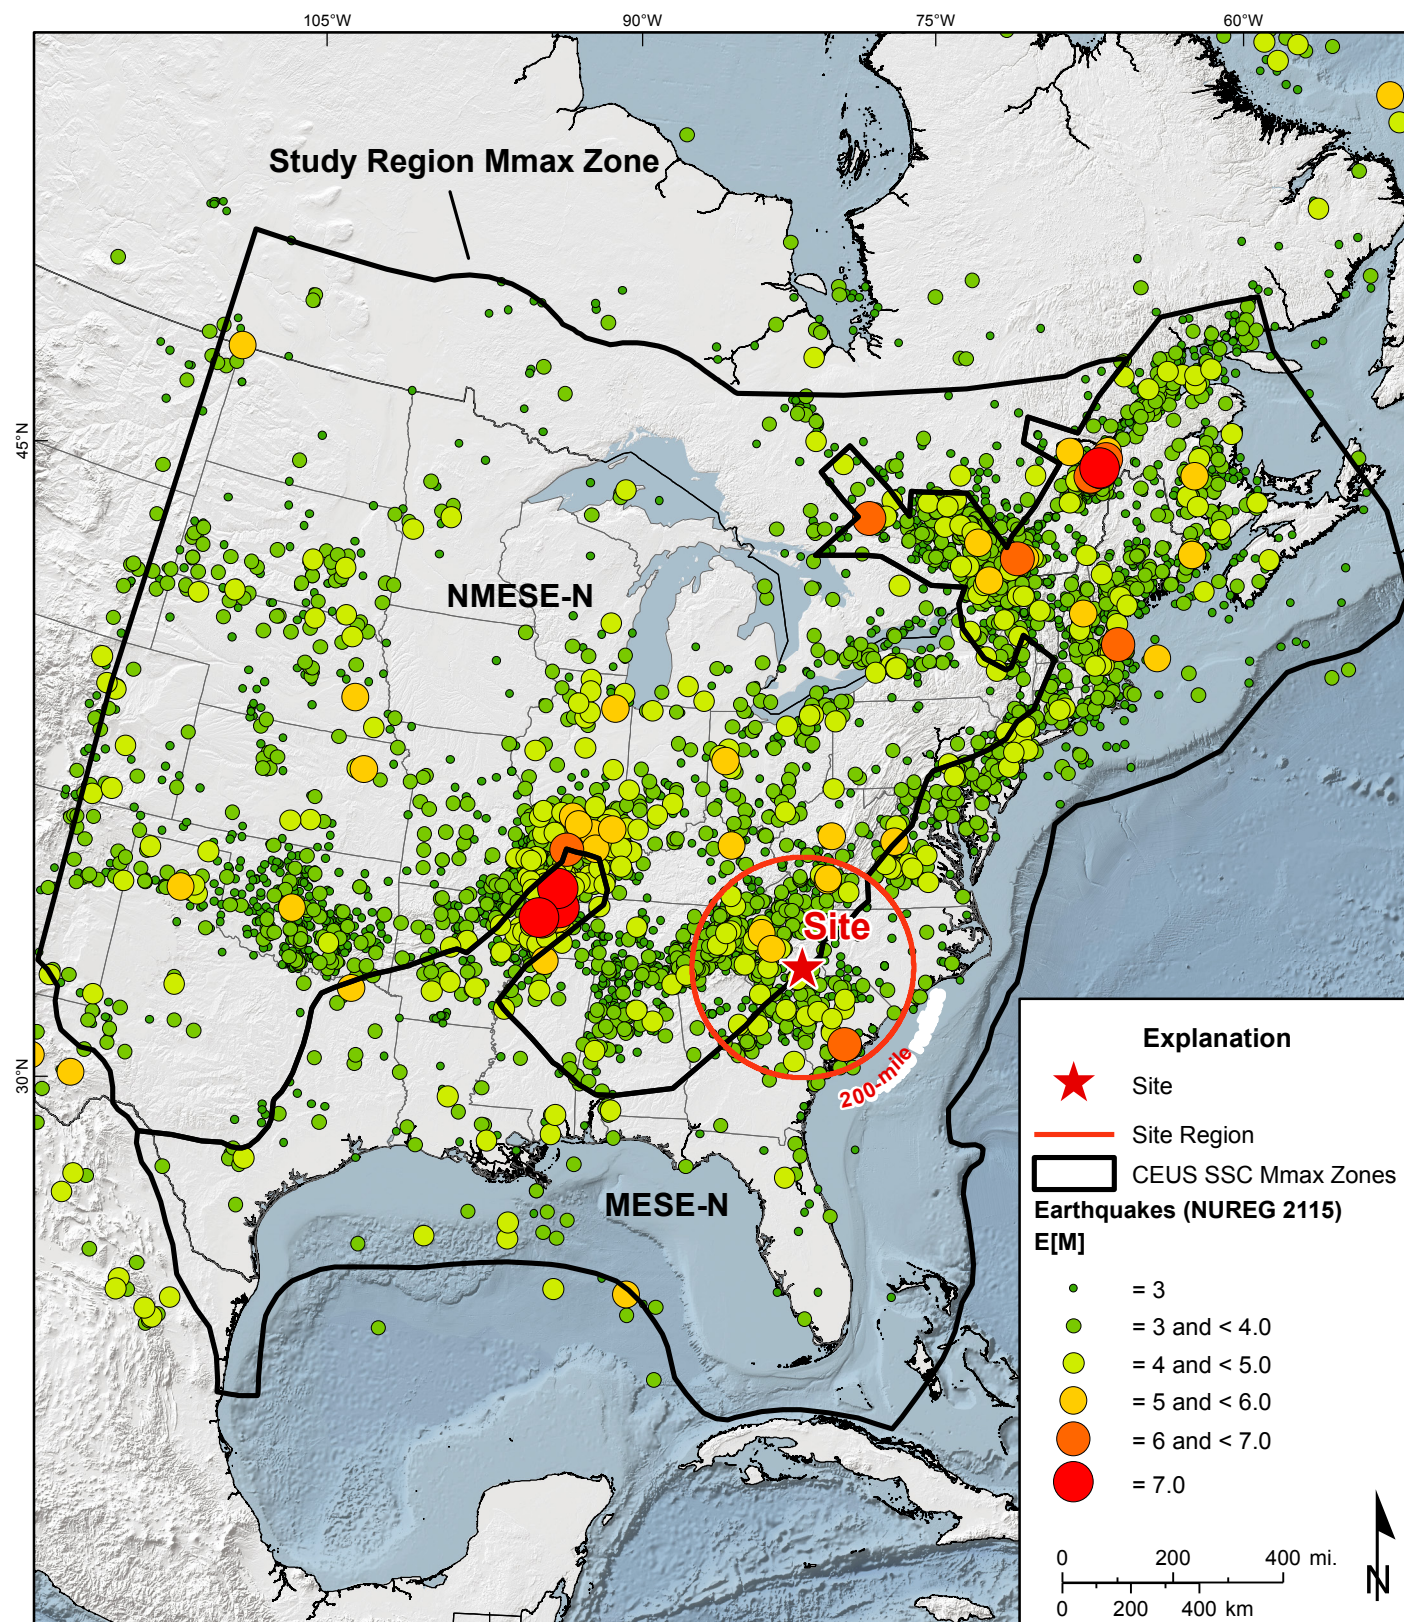 105°W 90°W 75°W 60°W
Study Region Mmax Zone
45°N
NMESE-N
Site
200-mile
30°N
MESE-N
Explanation
Site
Site Region
CEUS SSC Mmax Zones
Earthquakes (NUREG 2115)
E[M]
= 3
= 3 and < 4.0
= 4 and < 5.0
= 5 and < 6.0
= 6 and < 7.0
= 7.0
0 200 400 mi.
0 200 400 km
N